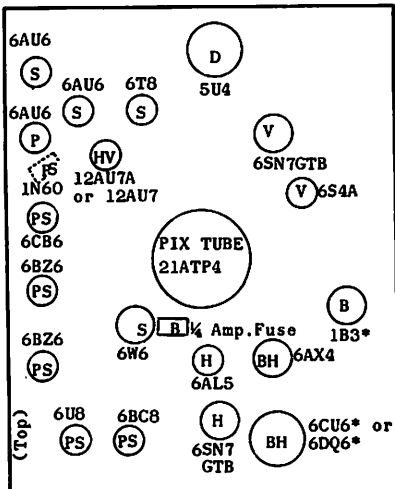 6AU6
S
D
5U4
6AU6
S
6T8
S
6AU6
P
HV
12AU7A
or 12AU7
V
6SN7GTB
PS
1N60
V 6S4A
PS
6CB6
PIX TUBE
21ATP4
6BZ6
PS
B
1B3*
S
6W6
B ¼ Amp.Fuse
6BZ6
PS
H
6AL5
BH 6AX4
(Top)
6U8
PS
6BC8
PS
H
6SN7
GTB
BH
6CU6* or
6DQ6*